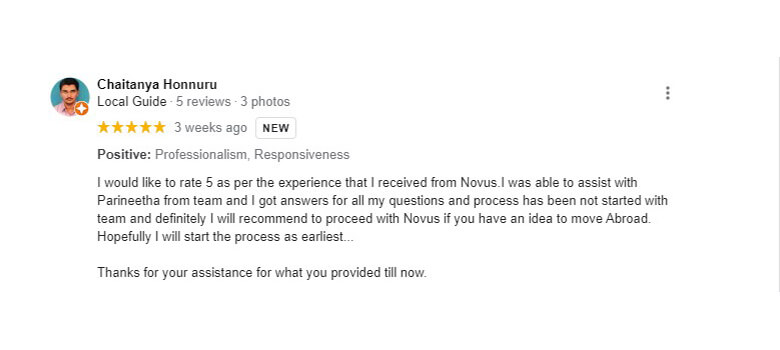 Chaitanya Honnuru
Local Guide · 5 reviews · 3 photos
3 weeks ago NEW
Positive: Professionalism, Responsiveness
I would like to rate 5 as per the experience that I received from Novus.I was able to assist with
Parineetha from team and I got answers for all my questions and process has been not started with
team and definitely I will recommend to proceed with Novus if you have an idea to move Abroad.
Hopefully I will start the process as earliest...
Thanks for your assistance for what you provided till now.